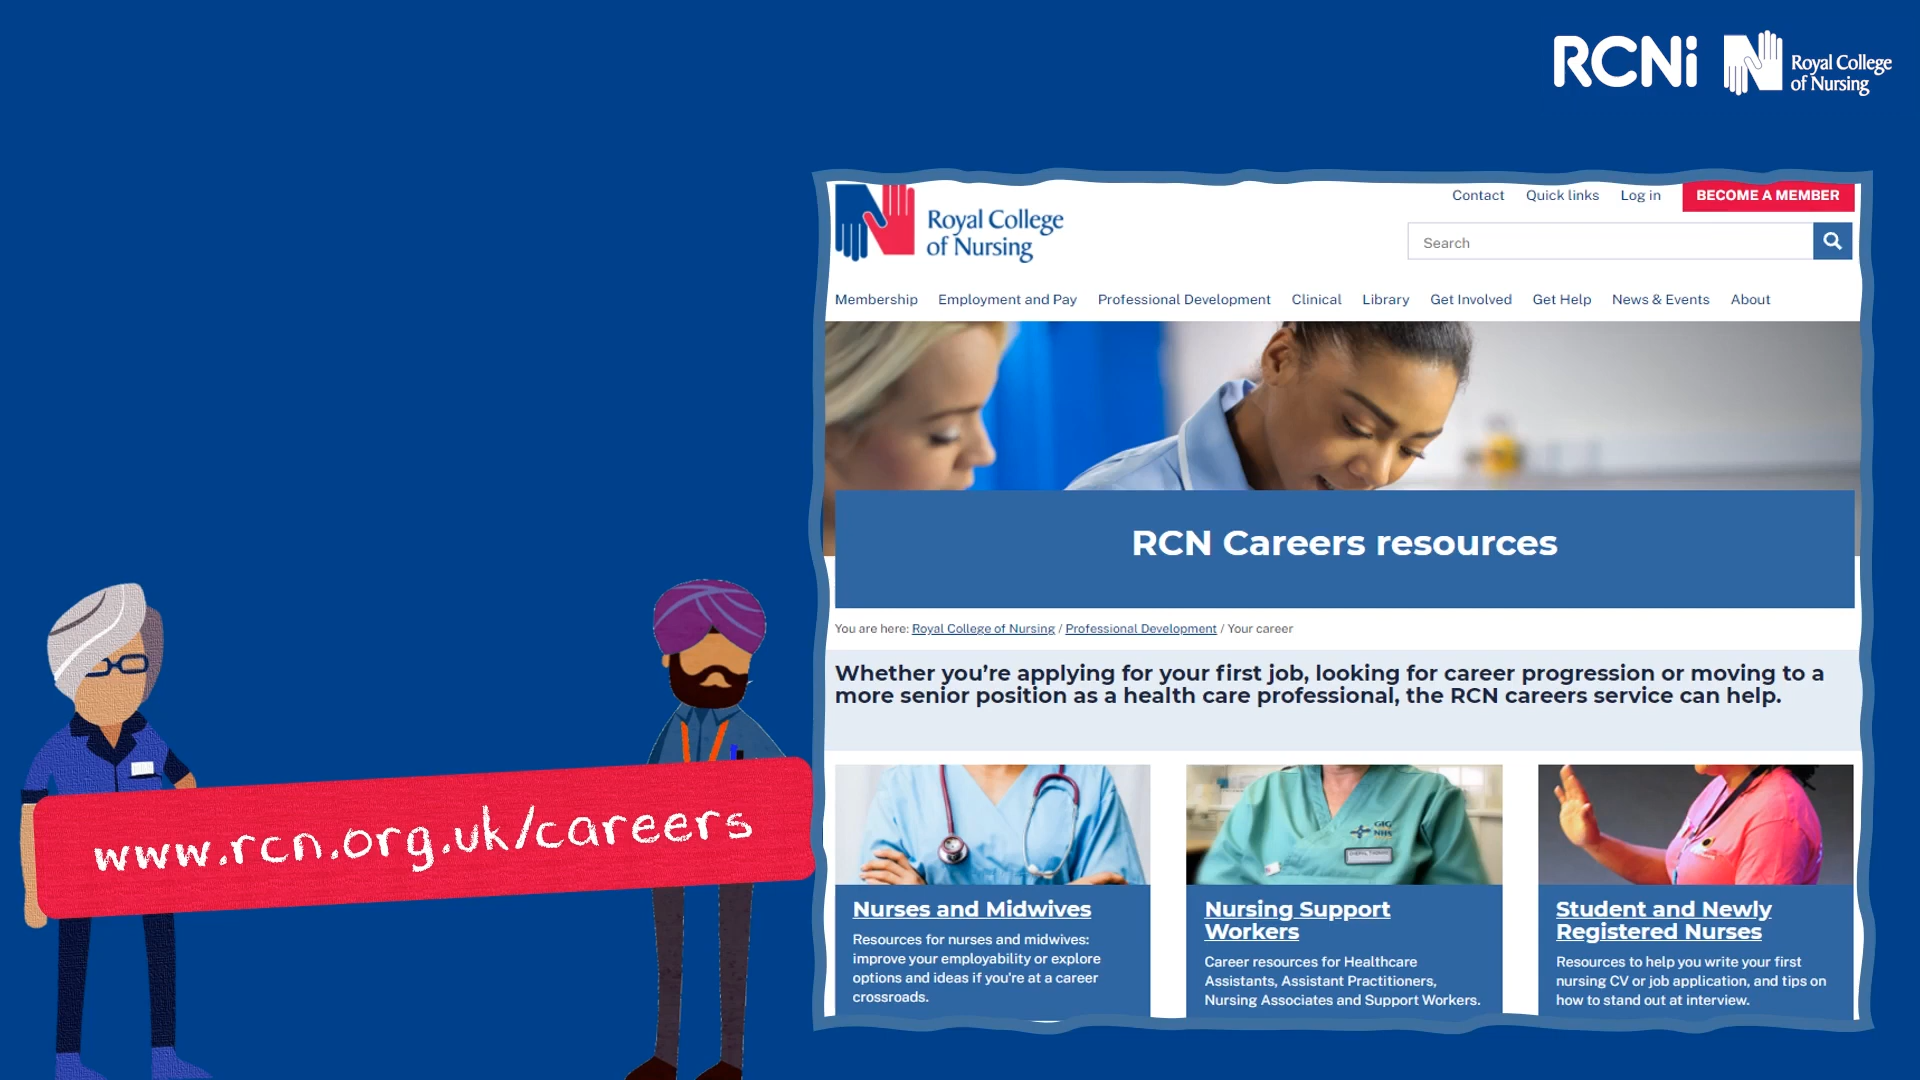 RCNi
Royal College
of Nursing
Royal College
of Nursing
Contact
Quick links
Log in
BECOME A MEMBER
Search
Membership
Employment and Pay
Professional Development
Clinical
Library
Get Involved
Get Help
News & Events
About
RCN Careers resources
You are here: Royal College of Nursing / Professional Development / Your career
Whether you’re applying for your first job, looking for career progression or moving to a
more senior position as a health care professional, the RCN careers service can help.
GIG
NHS
Nurses and Midwives
Resources for nurses and midwives:
improve your employability or explore
options and ideas if you're at a career
crossroads.
Nursing Support
Workers
Career resources for Healthcare
Assistants, Assistant Practitioners,
Nursing Associates and Support Workers.
Student and Newly
Registered Nurses
Resources to help you write your first
nursing CV or job application, and tips on
how to stand out at interview.
www.rcn.org.uk/careers